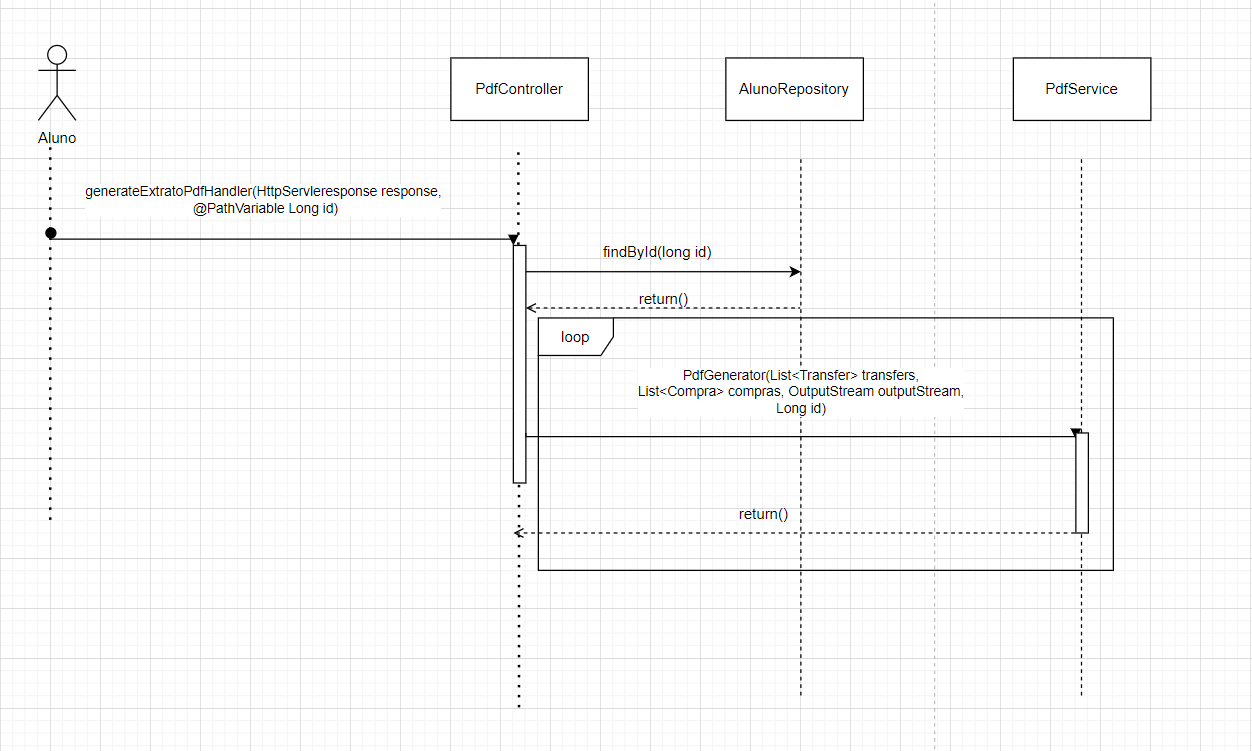 PdfController
AlunoRepository
PdfService
Aluno
generateExtratoPdfHandler(HttpServleresponse response,
@PathVariable Long id)
findById(long id)
return()
loop
PdfGenerator(List<Transfer> transfers,
List<Compra> compras, OutputStream outputStream,
Long id)
return()